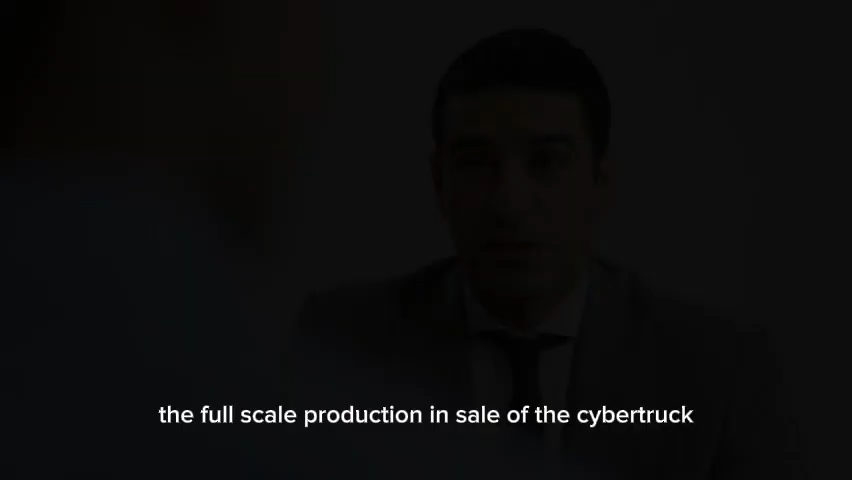 the full scale production in sale of the cybertruck